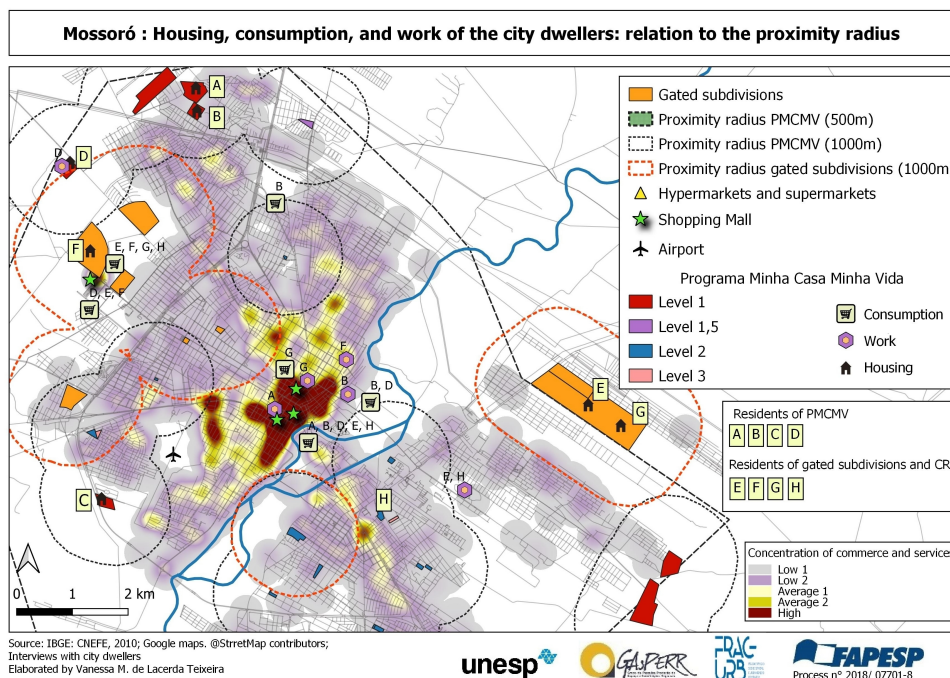 Mossoró : Housing, consumption, and work of the city dwellers: relation to the proximity radius
A
B
D
D
B
F
E, F, G, H
D, E, F
G
G
F
A
B
B, D
A, B, D, E, H
E
G
E, H
H
C
0 1 2 km
Gated subdivisions
Proximity radius PMCMV (500m)
Proximity radius PMCMV (1000m)
Proximity radius gated subdivisions (1000m
Hypermarkets and supermarkets
Shopping Mall
Airport
Programa Minha Casa Minha Vida
Level 1
Level 1,5
Level 2
Level 3
Consumption
Work
Housing
Residents of PMCMV
A B C D
Residents of gated subdivisions and CR
E F G H
Concentration of commerce and service
Low 1
Low 2
Average 1
Average 2
High
Source: IBGE: CNEFE, 2010; Google maps. @StrretMap contributors;
Interviews with city dwellers
Elaborated by Vanessa M. de Lacerda Teixeira
unesp
GAsPERR
FRAC-
URB
FAPESP
Process n° 2018/ 07701-8